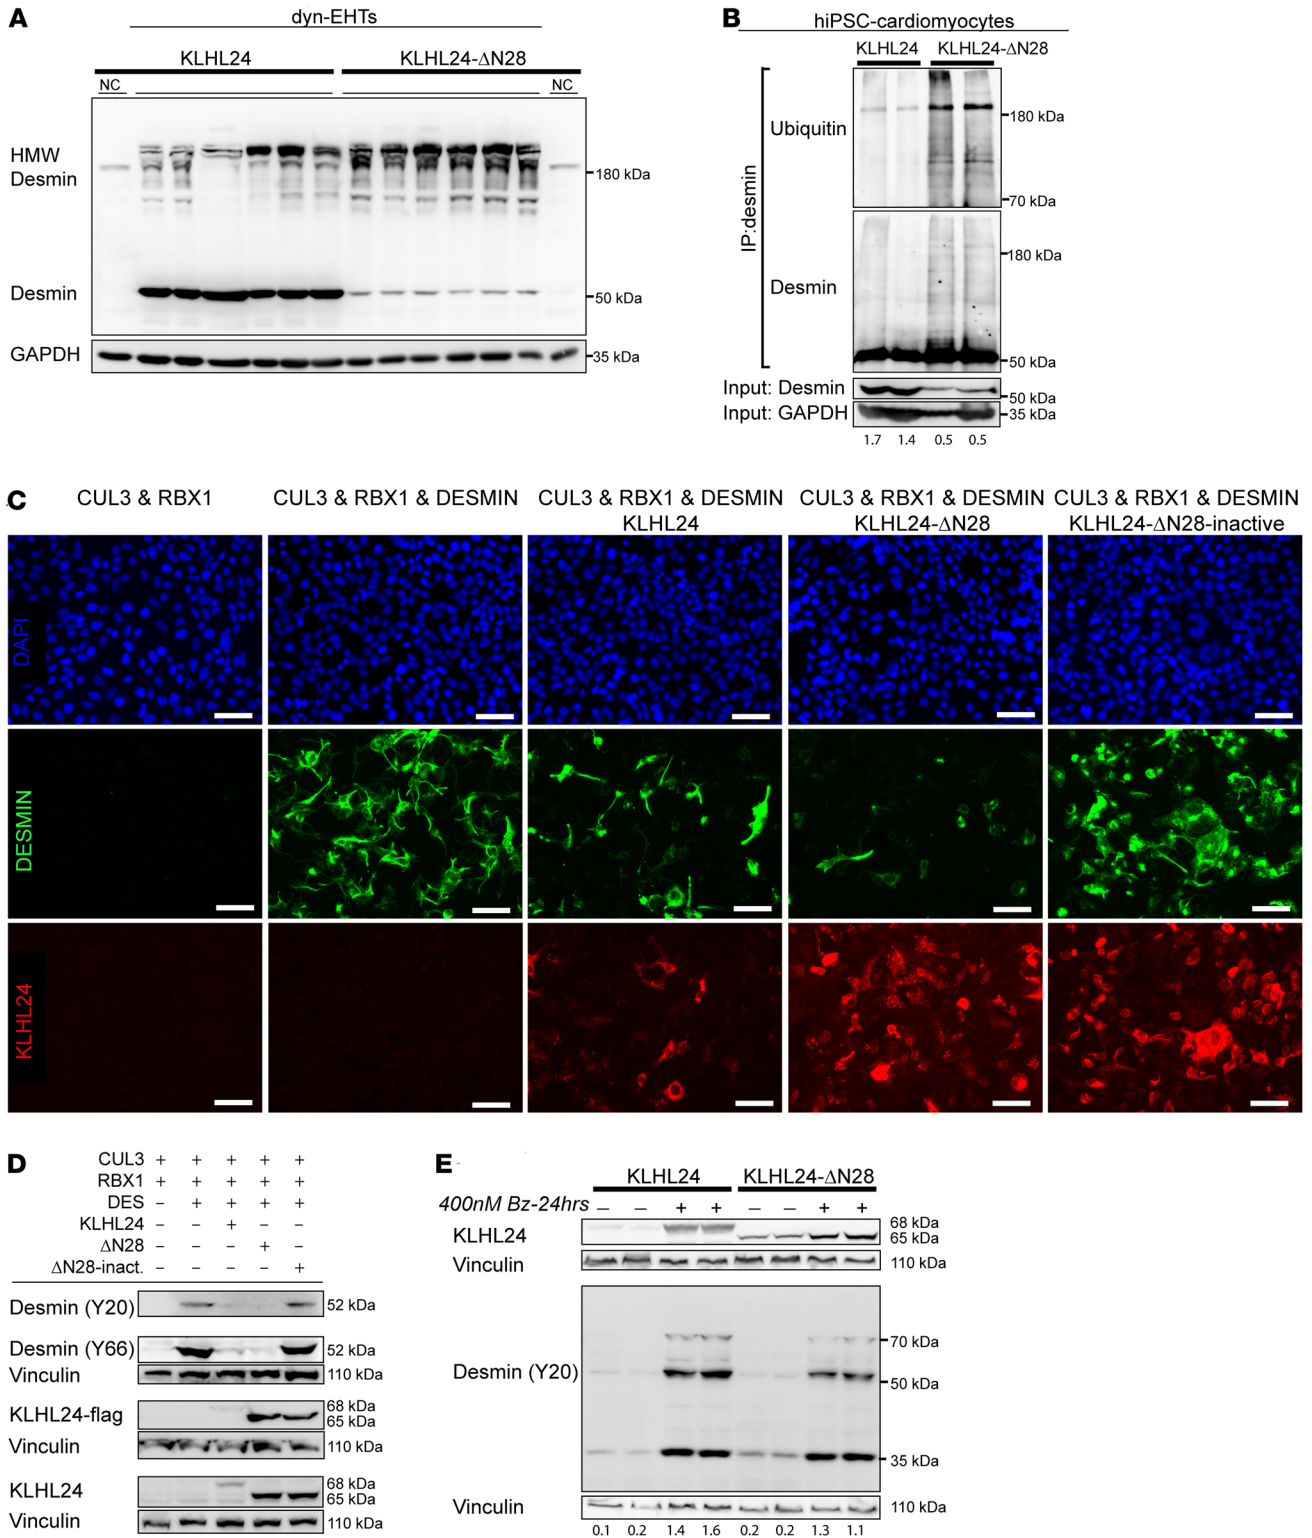 A
dyn-EHTs
KLHL24
KLHL24-ΔN28
NC
NC
HMW
Desmin
180 kDa
Desmin
50 kDa
GAPDH
35 kDa
B
hiPSC-cardiomyocytes
KLHL24
KLHL24-ΔN28
IP:desmin
Ubiquitin
180 kDa
70 kDa
Desmin
180 kDa
50 kDa
Input: Desmin
50 kDa
Input: GAPDH
35 kDa
1.7 1.4 0.5 0.5
C
CUL3 & RBX1
CUL3 & RBX1 & DESMIN
CUL3 & RBX1 & DESMIN
KLHL24
CUL3 & RBX1 & DESMIN
KLHL24-ΔN28
CUL3 & RBX1 & DESMIN
KLHL24-ΔN28-inactive
DAPI
DESMIN
KLHL24
D
CUL3 + + + + +
RBX1 + + + + +
DES – + + + +
KLHL24 – – + – –
ΔN28 – – – + –
ΔN28-inact. – – – – +
Desmin (Y20)
52 kDa
Desmin (Y66)
52 kDa
Vinculin
110 kDa
KLHL24-flag
68 kDa
65 kDa
Vinculin
110 kDa
KLHL24
68 kDa
65 kDa
Vinculin
110 kDa
E
KLHL24
KLHL24-ΔN28
400nM Bz-24hrs – – + + – – + +
KLHL24
68 kDa
65 kDa
Vinculin
110 kDa
Desmin (Y20)
70 kDa
50 kDa
35 kDa
Vinculin
110 kDa
0.1 0.2 1.4 1.6 0.2 0.2 1.3 1.1